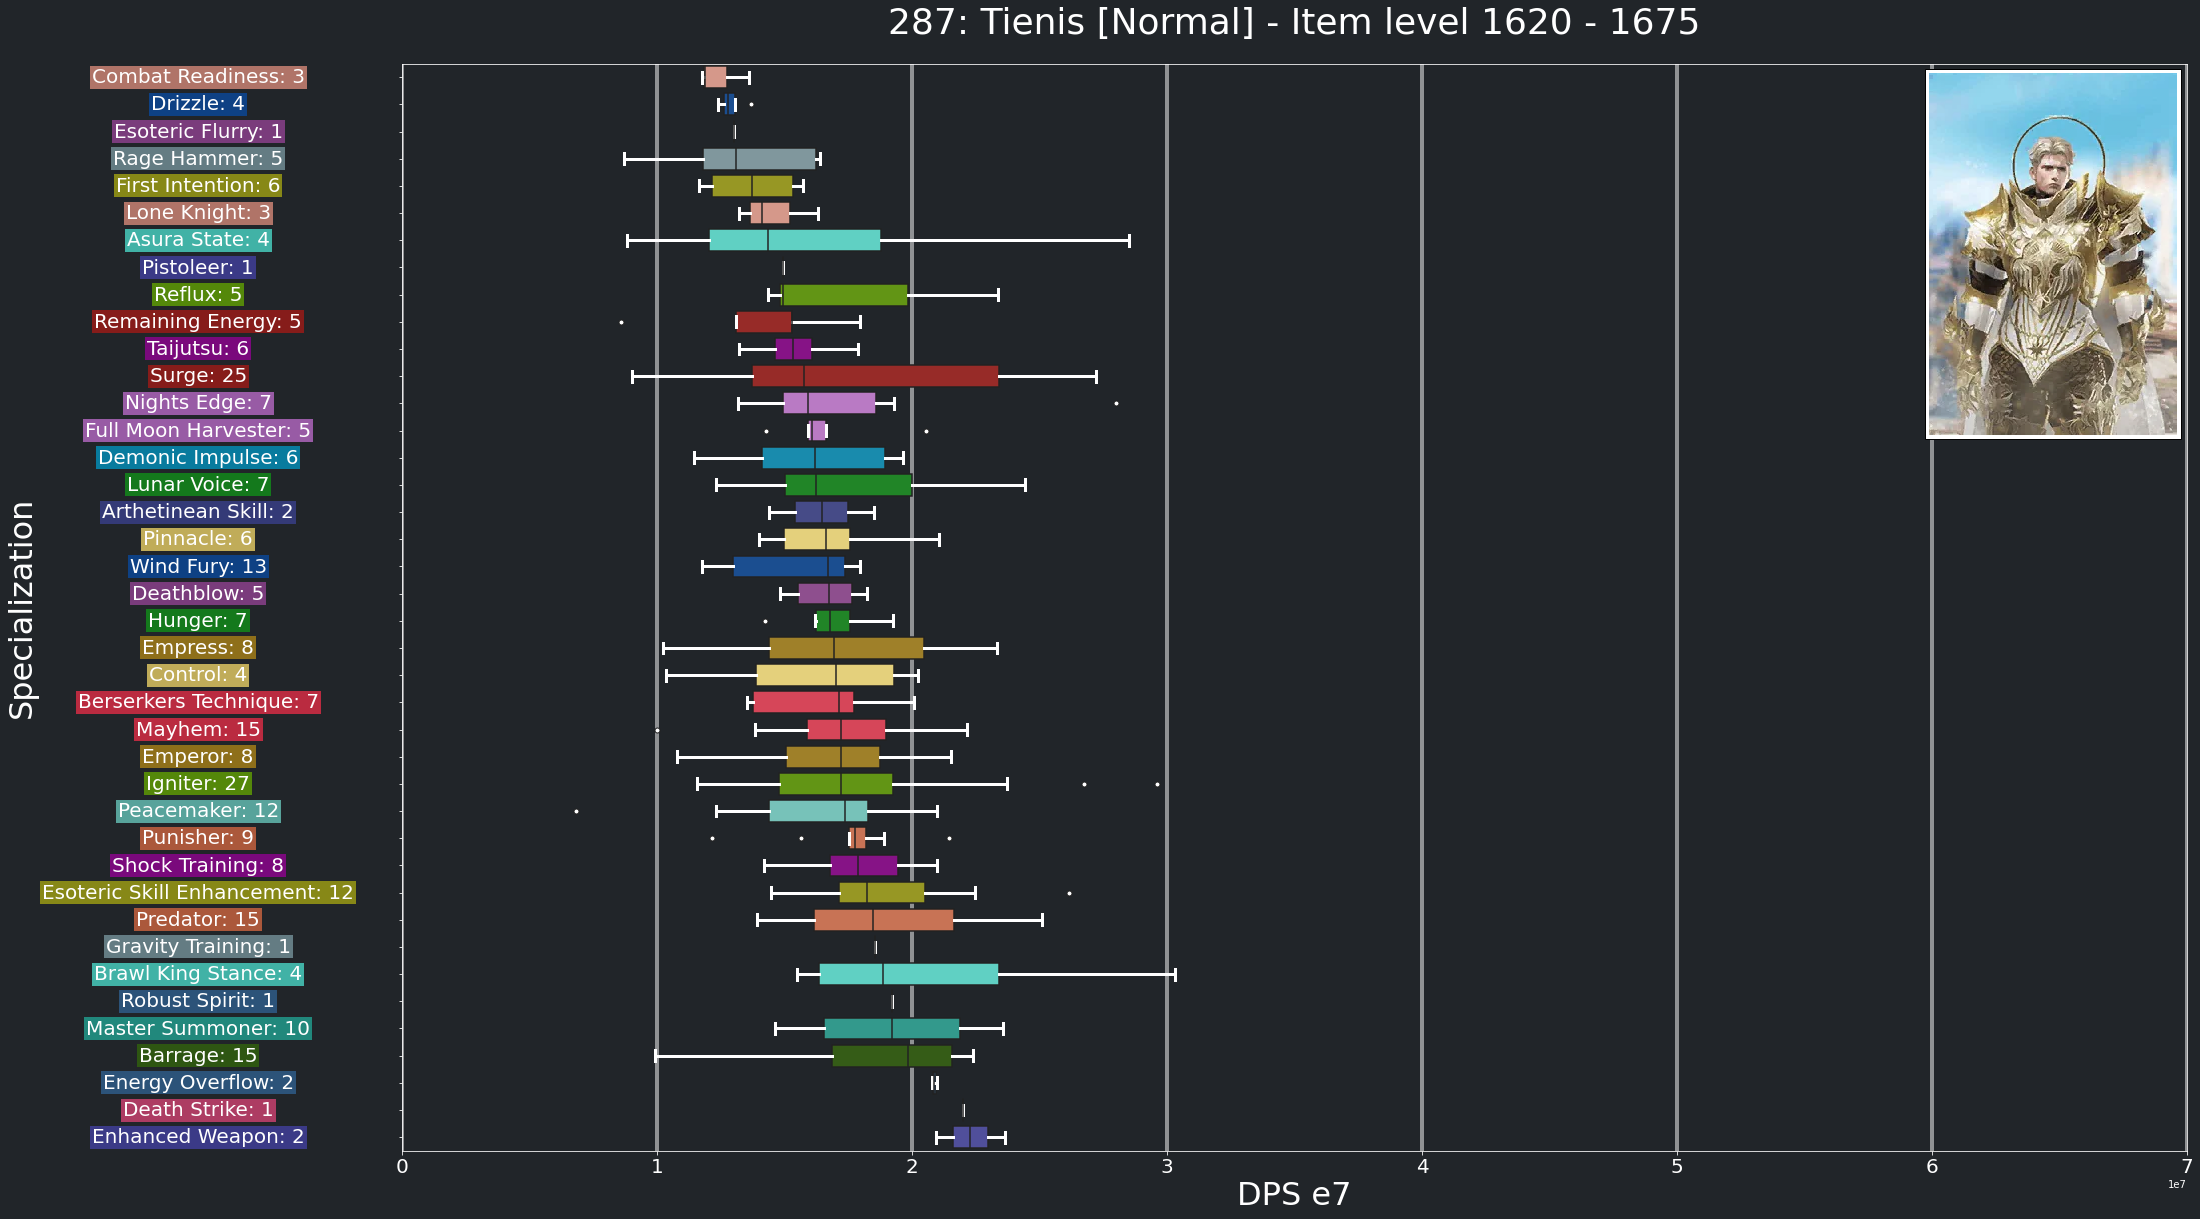 287: Tienis [Normal] - Item level 1620 - 1675
Combat Readiness: 3
Drizzle: 4
Esoteric Flurry: 1
Rage Hammer: 5
First Intention: 6
Lone Knight: 3
Asura State: 4
Pistoleer: 1
Reflux: 5
Remaining Energy: 5
Taijutsu: 6
Surge: 25
Nights Edge: 7
Full Moon Harvester: 5
Demonic Impulse: 6
Lunar Voice: 7
Arthetinean Skill: 2
Pinnacle: 6
Wind Fury: 13
Deathblow: 5
Hunger: 7
Empress: 8
Control: 4
Berserkers Technique: 7
Mayhem: 15
Emperor: 8
Igniter: 27
Peacemaker: 12
Punisher: 9
Shock Training: 8
Esoteric Skill Enhancement: 12
Predator: 15
Gravity Training: 1
Brawl King Stance: 4
Robust Spirit: 1
Master Summoner: 10
Barrage: 15
Energy Overflow: 2
Death Strike: 1
Enhanced Weapon: 2
Specialization
0 1 2 3 4 5 6 7
1e7
DPS e7